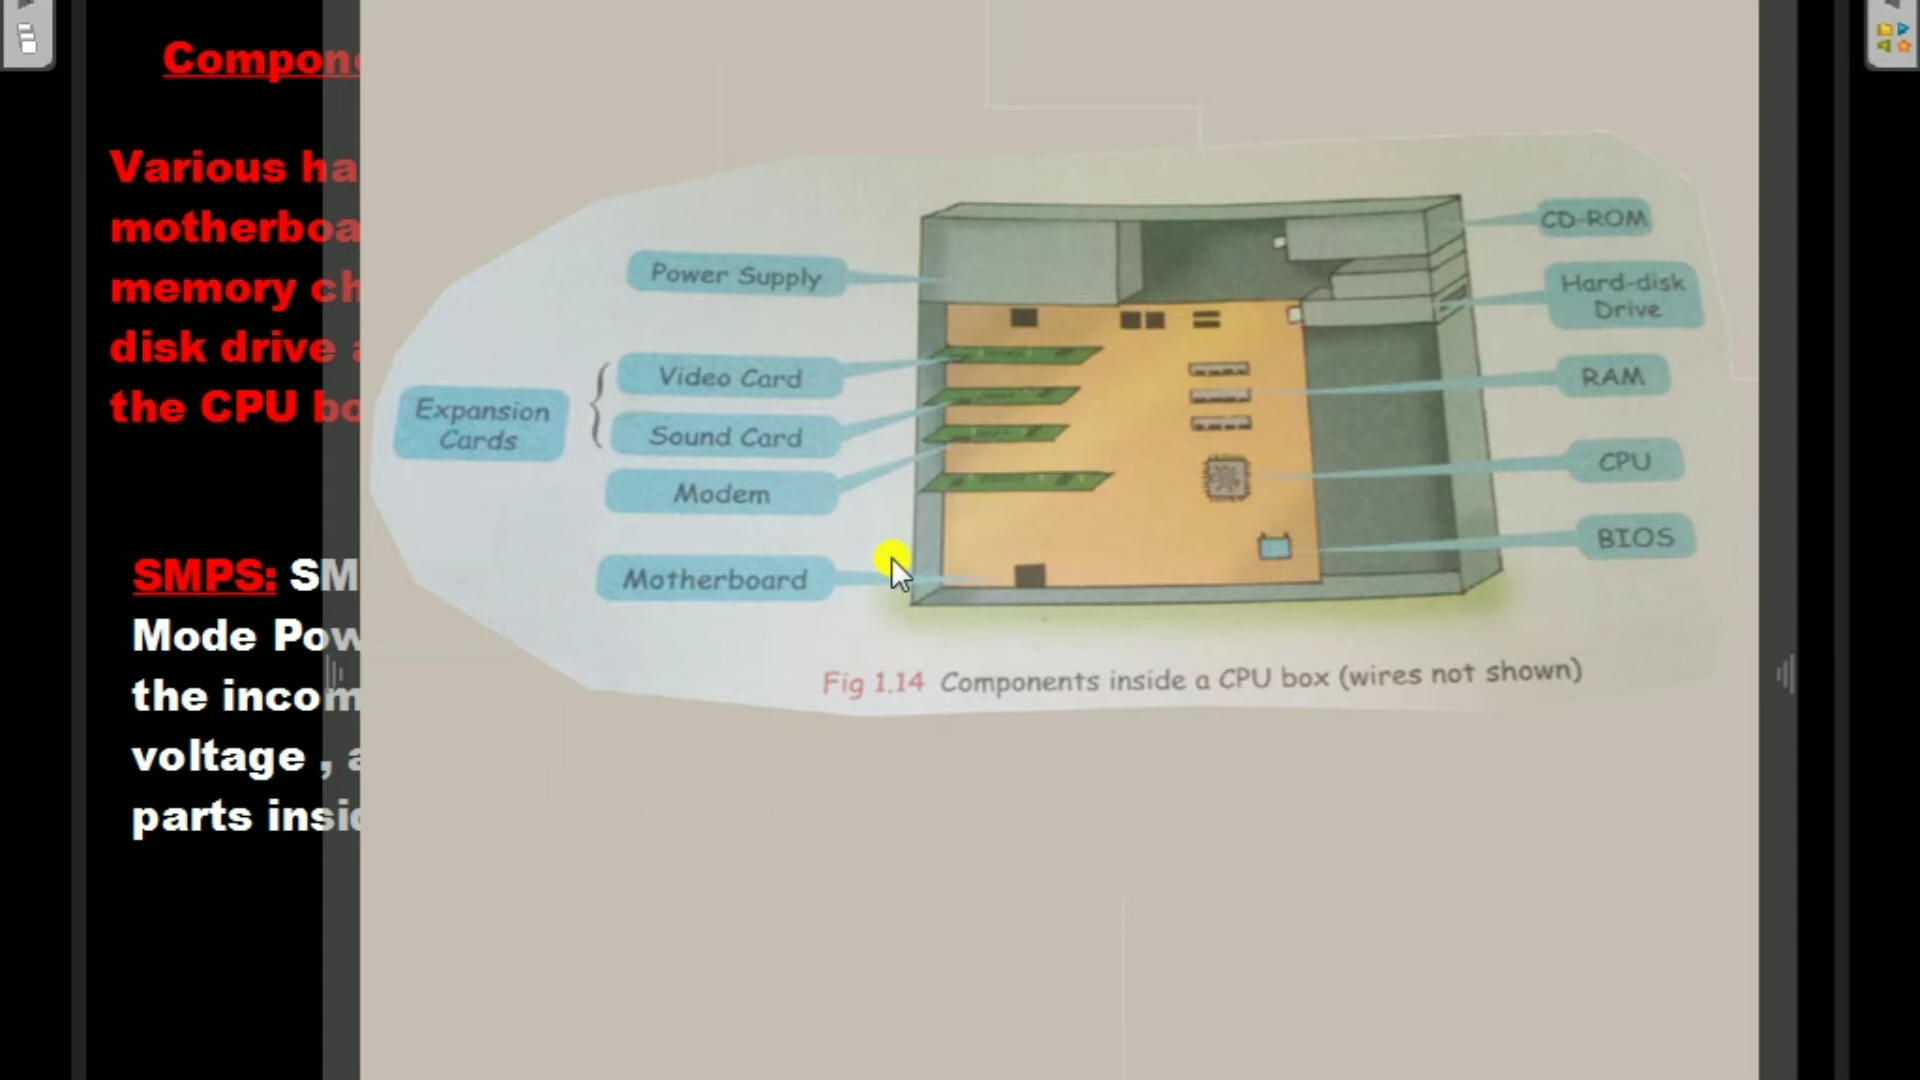 Compon
Various ha
motherboa
memory ch
disk drive
the CPU bo
SMPS: SM
Mode Pow
the incom
voltage ,
parts insid
Power Supply
Video Card
Expansion
Cards
Sound Card
Modem
Motherboard
CD-ROM
Hard-disk
Drive
RAM
CPU
BIOS
Fig 1.14 Components inside a CPU box (wires not shown)